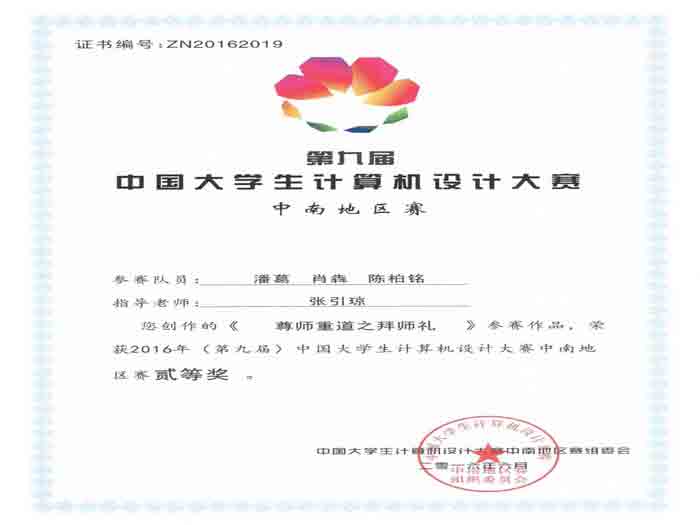 证书编号:ZN20162019
第九届
中国大学生计算机设计大赛
中南地区赛
参赛队员: 潘葛 肖犇 陈柏铭
指导老师: 张引琼
您创作的《 尊师重道之拜师礼 》参赛作品,荣
获2016年（第九届）中国大学生计算机设计大赛中南地
区赛贰等奖。
中国大学生计算机设计大赛中南地区赛组委会
二零一六年六月